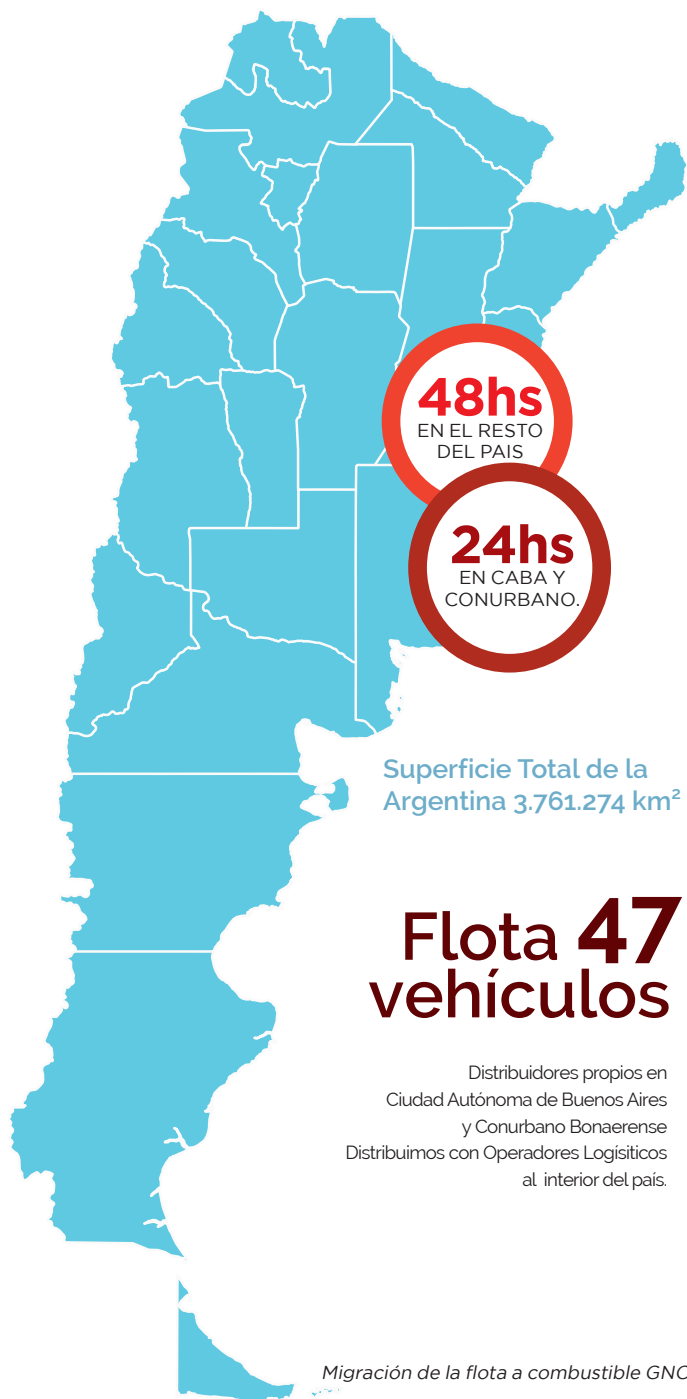 48hs
EN EL RESTO
DEL PAIS
24hs
EN CABA Y
CONURBANO.
Superficie Total de la
Argentina 3.761.274 km²
Flota 47
vehículos
Distribuidores propios en
Ciudad Autónoma de Buenos Aires
y Conurbano Bonaerense
Distribuimos con Operadores Logísiticos
al interior del país.
Migración de la flota a combustible GNC